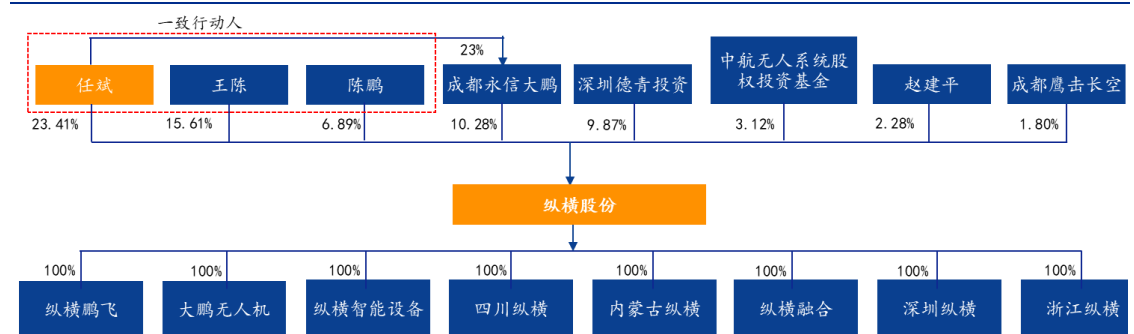 一致行动人
23%
任斌
王陈
陈鹏
成都永信大鹏
深圳德青投资
中航无人系统股
权投资基金
赵建平
成都鹰击长空
23.41%
15.61%
6.89%
10.28%
9.87%
3.12%
2.28%
1.80%
纵横股份
100%
100%
100%
100%
100%
100%
100%
100%
纵横鹏飞
大鹏无人机
纵横智能设备
四川纵横
内蒙古纵横
纵横融合
深圳纵横
浙江纵横